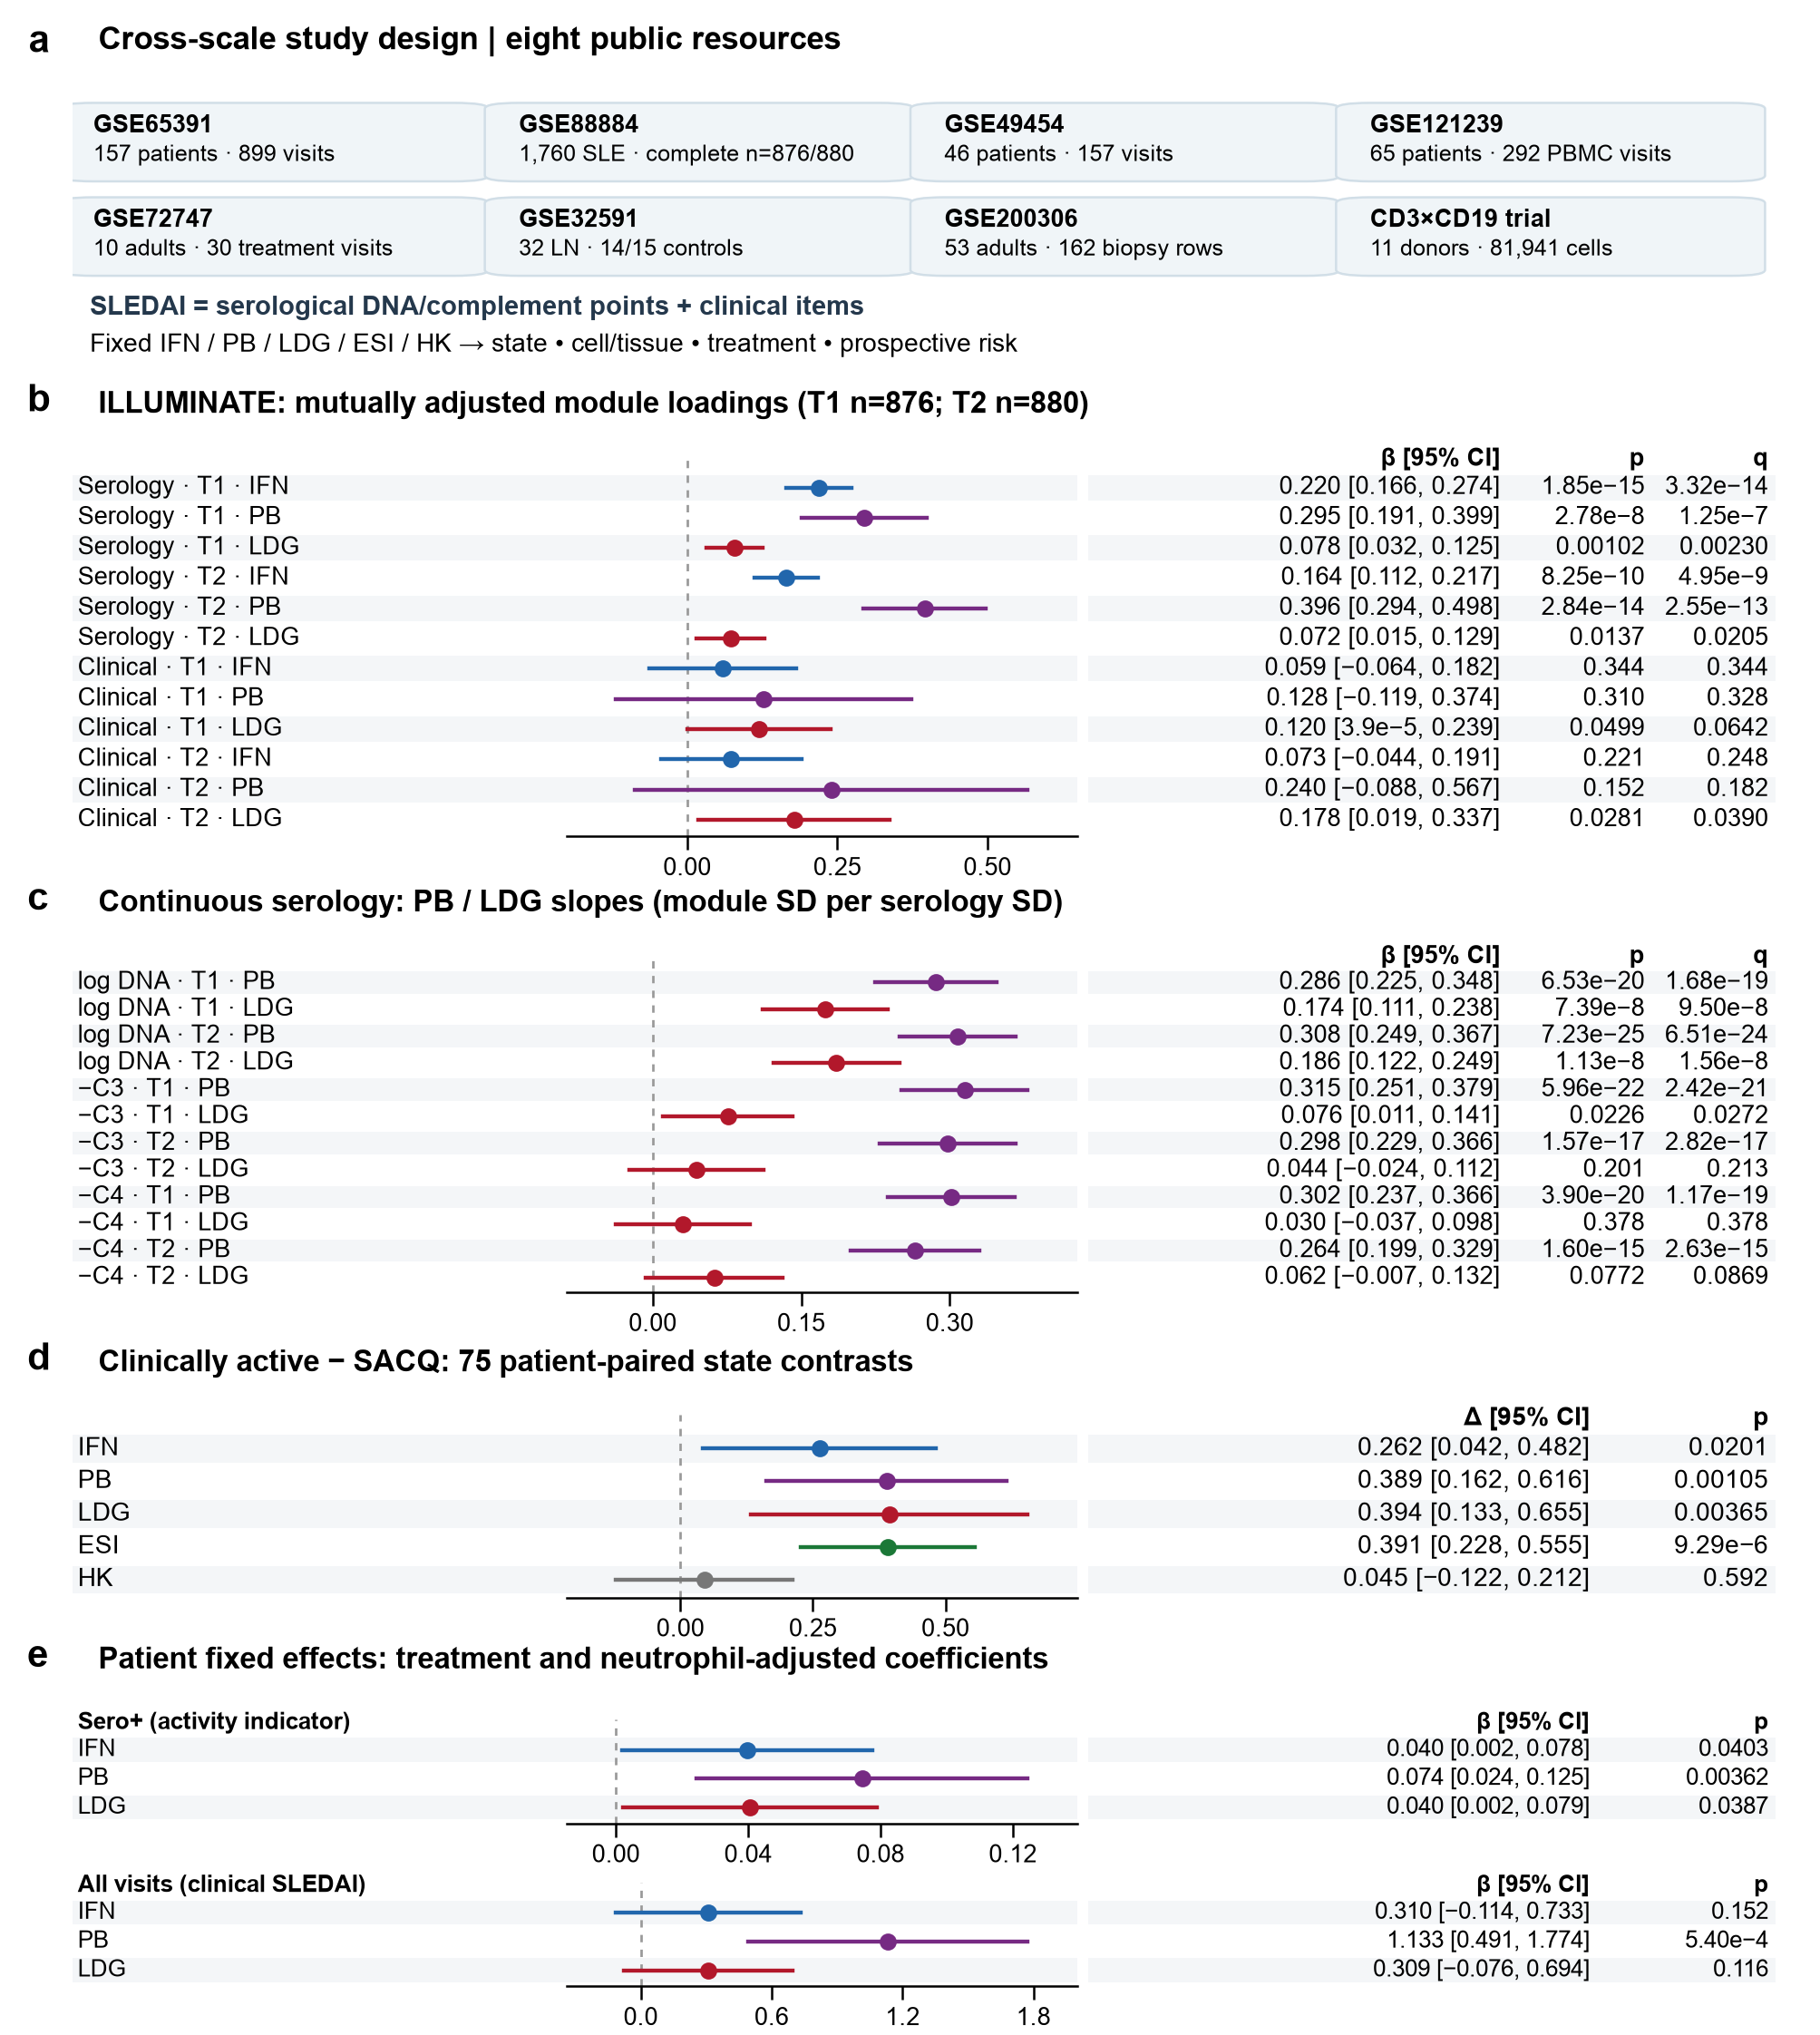 a Cross-scale study design | eight public resources
GSE65391 GSE88884 GSE49454 GSE121239
157 patients · 899 visits 1,760 SLE · complete n=876/880 46 patients · 157 visits 65 patients · 292 PBMC visits
GSE72747 GSE32591 GSE200306 CD3×CD19 trial
10 adults · 30 treatment visits 32 LN · 14/15 controls 53 adults · 162 biopsy rows 11 donors · 81,941 cells
SLEDAI = serological DNA/complement points + clinical items
Fixed IFN / PB / LDG / ESI / HK → state • cell/tissue • treatment • prospective risk
b ILLUMINATE: mutually adjusted module loadings (T1 n=876; T2 n=880)
β [95% CI] p q
Serology · T1 · IFN 0.220 [0.166, 0.274] 1.85e−15 3.32e−14
Serology · T1 · PB 0.295 [0.191, 0.399] 2.78e−8 1.25e−7
Serology · T1 · LDG 0.078 [0.032, 0.125] 0.00102 0.00230
Serology · T2 · IFN 0.164 [0.112, 0.217] 8.25e−10 4.95e−9
Serology · T2 · PB 0.396 [0.294, 0.498] 2.84e−14 2.55e−13
Serology · T2 · LDG 0.072 [0.015, 0.129] 0.0137 0.0205
Clinical · T1 · IFN 0.059 [−0.064, 0.182] 0.344 0.344
Clinical · T1 · PB 0.128 [−0.119, 0.374] 0.310 0.328
Clinical · T1 · LDG 0.120 [3.9e−5, 0.239] 0.0499 0.0642
Clinical · T2 · IFN 0.073 [−0.044, 0.191] 0.221 0.248
Clinical · T2 · PB 0.240 [−0.088, 0.567] 0.152 0.182
Clinical · T2 · LDG 0.178 [0.019, 0.337] 0.0281 0.0390
0.00 0.25 0.50
c Continuous serology: PB / LDG slopes (module SD per serology SD)
β [95% CI] p q
log DNA · T1 · PB 0.286 [0.225, 0.348] 6.53e−20 1.68e−19
log DNA · T1 · LDG 0.174 [0.111, 0.238] 7.39e−8 9.50e−8
log DNA · T2 · PB 0.308 [0.249, 0.367] 7.23e−25 6.51e−24
log DNA · T2 · LDG 0.186 [0.122, 0.249] 1.13e−8 1.56e−8
−C3 · T1 · PB 0.315 [0.251, 0.379] 5.96e−22 2.42e−21
−C3 · T1 · LDG 0.076 [0.011, 0.141] 0.0226 0.0272
−C3 · T2 · PB 0.298 [0.229, 0.366] 1.57e−17 2.82e−17
−C3 · T2 · LDG 0.044 [−0.024, 0.112] 0.201 0.213
−C4 · T1 · PB 0.302 [0.237, 0.366] 3.90e−20 1.17e−19
−C4 · T1 · LDG 0.030 [−0.037, 0.098] 0.378 0.378
−C4 · T2 · PB 0.264 [0.199, 0.329] 1.60e−15 2.63e−15
−C4 · T2 · LDG 0.062 [−0.007, 0.132] 0.0772 0.0869
0.00 0.15 0.30
d Clinically active − SACQ: 75 patient-paired state contrasts
Δ [95% CI] p
IFN 0.262 [0.042, 0.482] 0.0201
PB 0.389 [0.162, 0.616] 0.00105
LDG 0.394 [0.133, 0.655] 0.00365
ESI 0.391 [0.228, 0.555] 9.29e−6
HK 0.045 [−0.122, 0.212] 0.592
0.00 0.25 0.50
e Patient fixed effects: treatment and neutrophil-adjusted coefficients
Sero+ (activity indicator) β [95% CI] p
IFN 0.040 [0.002, 0.078] 0.0403
PB 0.074 [0.024, 0.125] 0.00362
LDG 0.040 [0.002, 0.079] 0.0387
0.00 0.04 0.08 0.12
All visits (clinical SLEDAI) β [95% CI] p
IFN 0.310 [−0.114, 0.733] 0.152
PB 1.133 [0.491, 1.774] 5.40e−4
LDG 0.309 [−0.076, 0.694] 0.116
0.0 0.6 1.2 1.8